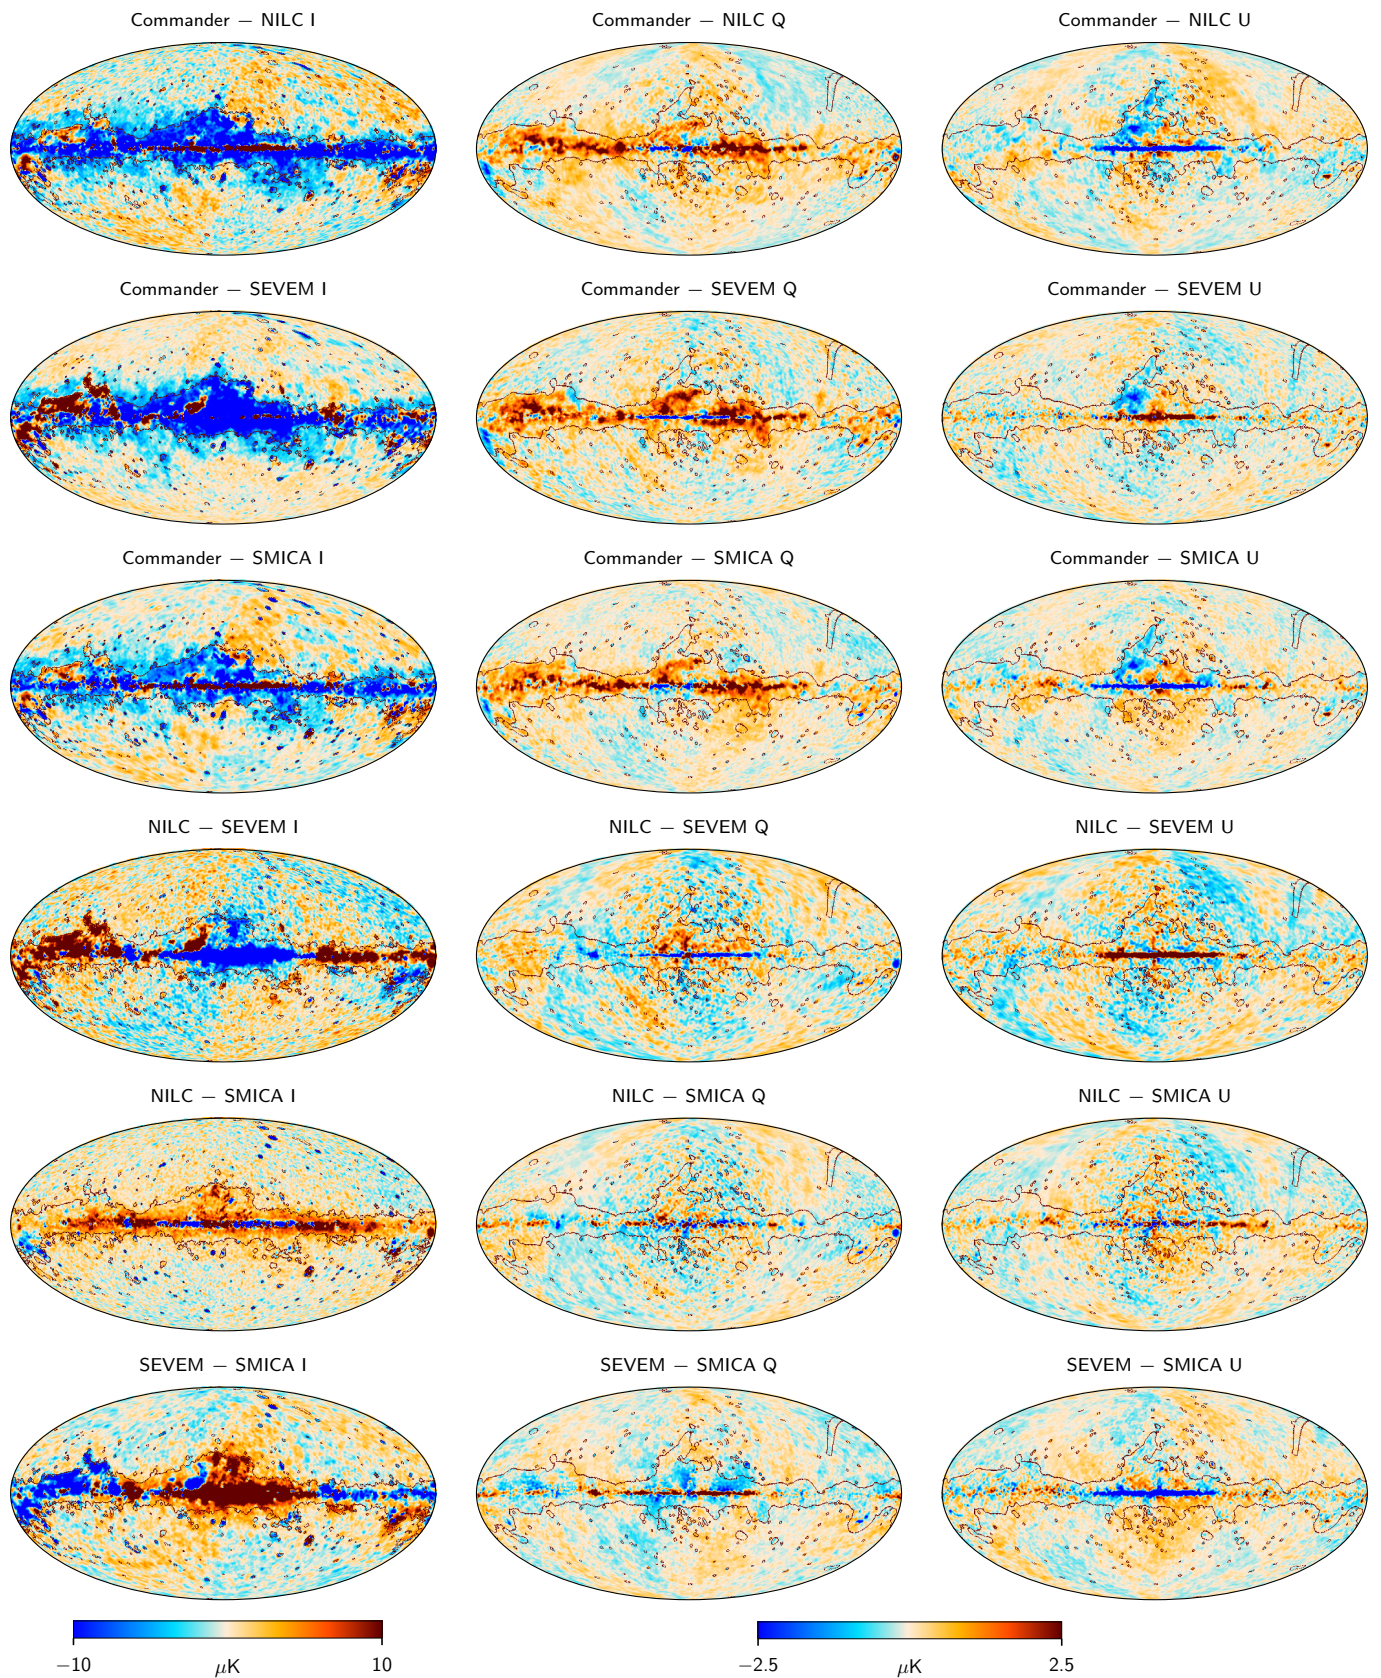 Commander − NILC I
Commander − NILC Q
Commander − NILC U
Commander − SEVEM I
Commander − SEVEM Q
Commander − SEVEM U
Commander − SMICA I
Commander − SMICA Q
Commander − SMICA U
NILC − SEVEM I
NILC − SEVEM Q
NILC − SEVEM U
NILC − SMICA I
NILC − SMICA Q
NILC − SMICA U
SEVEM − SMICA I
SEVEM − SMICA Q
SEVEM − SMICA U
−10 μK 10
−2.5 μK 2.5